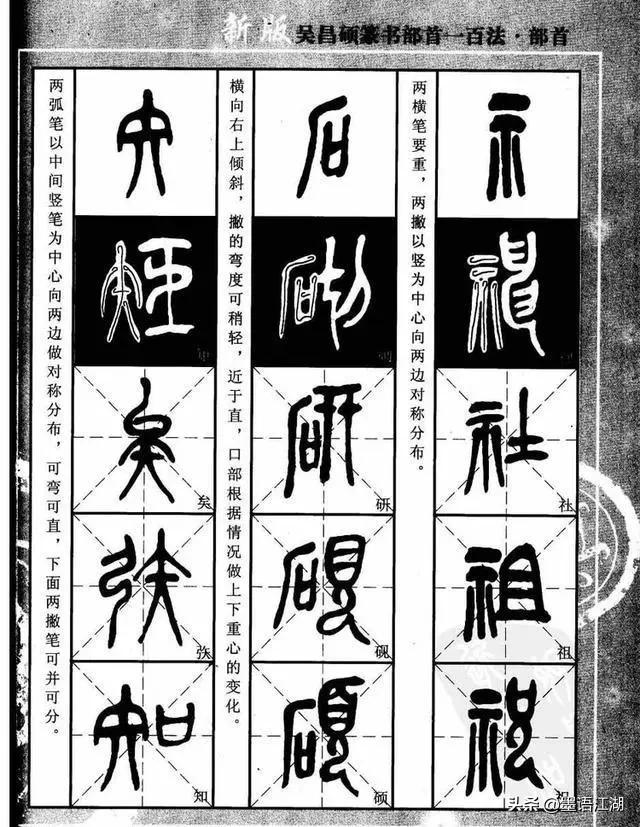 新版 吴昌硕篆书部首一百法·部首
两横笔要重，两撇以竖为中心向两边对称分布。
社
祖
横向右上倾斜，撇的弯度可稍轻，近于直，口部根据情况做上下重心的变化。
研
砚
硕
两弧笔以中间竖笔为中心向两边做对称分布，可弯可直，下面两撇笔可并可分。
矣
知
头条 @墨语江湖